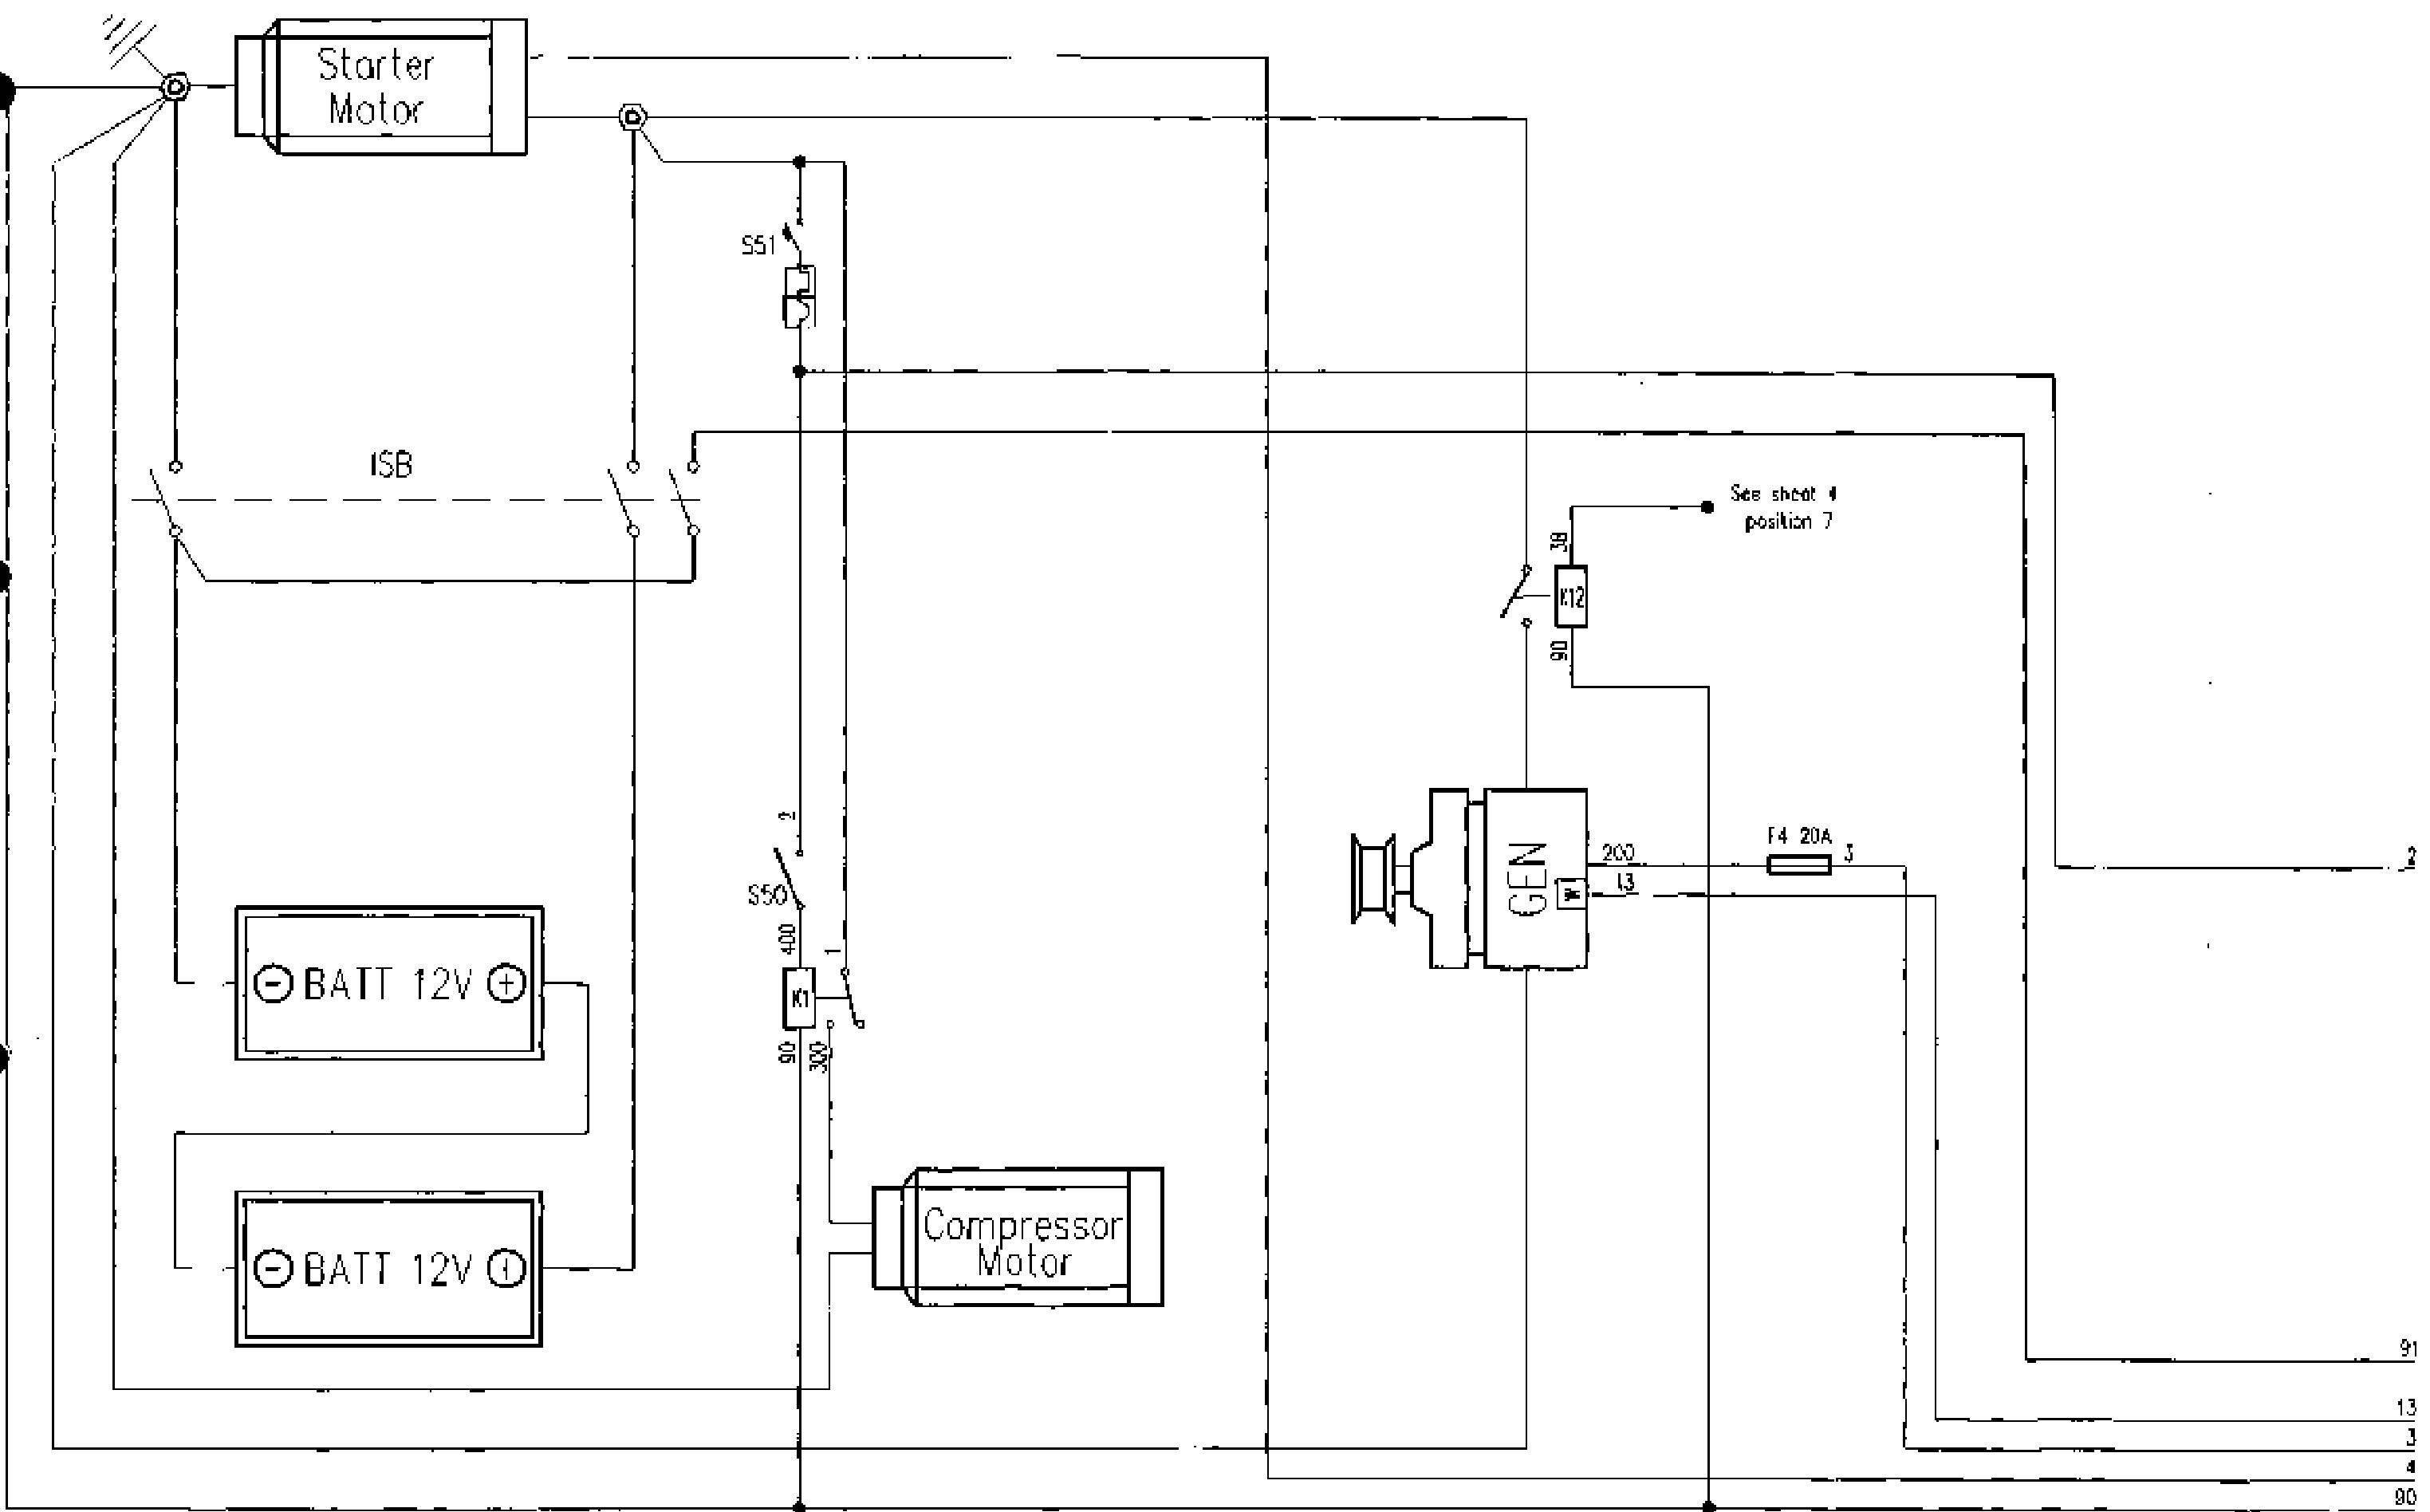 Starter
Motor
S51
ISB
See sheet 4
position 7
38
K12
90
2
S50
400
1
K1
90
300
GEN
W
200
13
F4 20A
3
2
⊖ BATT 12V ⊕
⊖ BATT 12V ⊕
Compressor
Motor
91
13
3
4
90